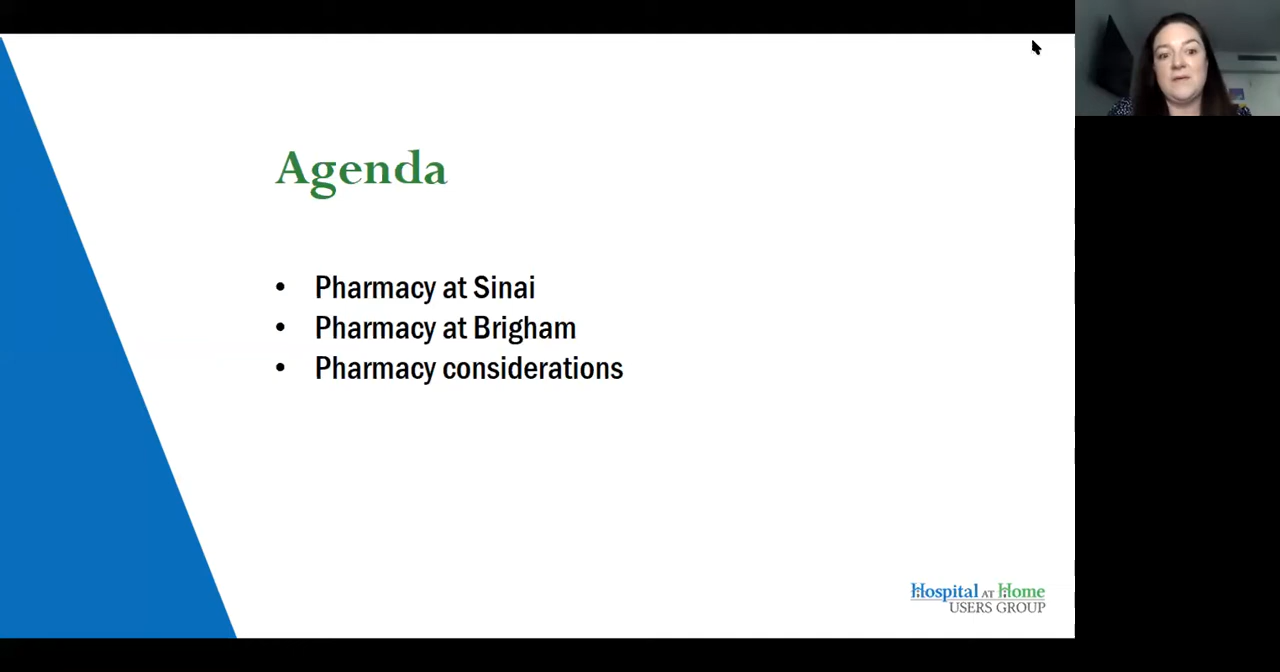 Agenda
• Pharmacy at Sinai
• Pharmacy at Brigham
• Pharmacy considerations
Hospital AT Home
USERS GROUP